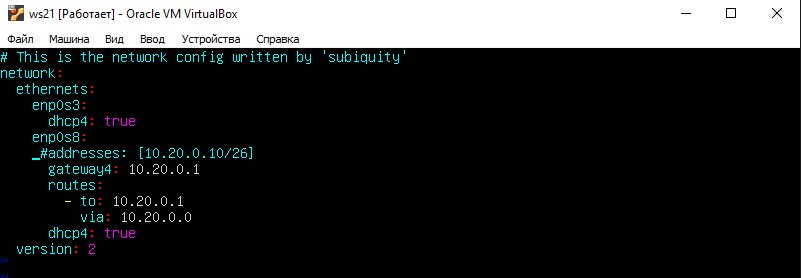 ws21 [Работает] - Oracle VM VirtualBox
Файл Машина Вид Ввод Устройства Справка
# This is the network config written by 'subiquity'
network:
  ethernets:
    enp0s3:
      dhcp4: true
    enp0s8:
    _#addresses: [10.20.0.10/26]
      gateway4: 10.20.0.1
      routes:
        - to: 10.20.0.1
          via: 10.20.0.0
      dhcp4: true
  version: 2
~
~